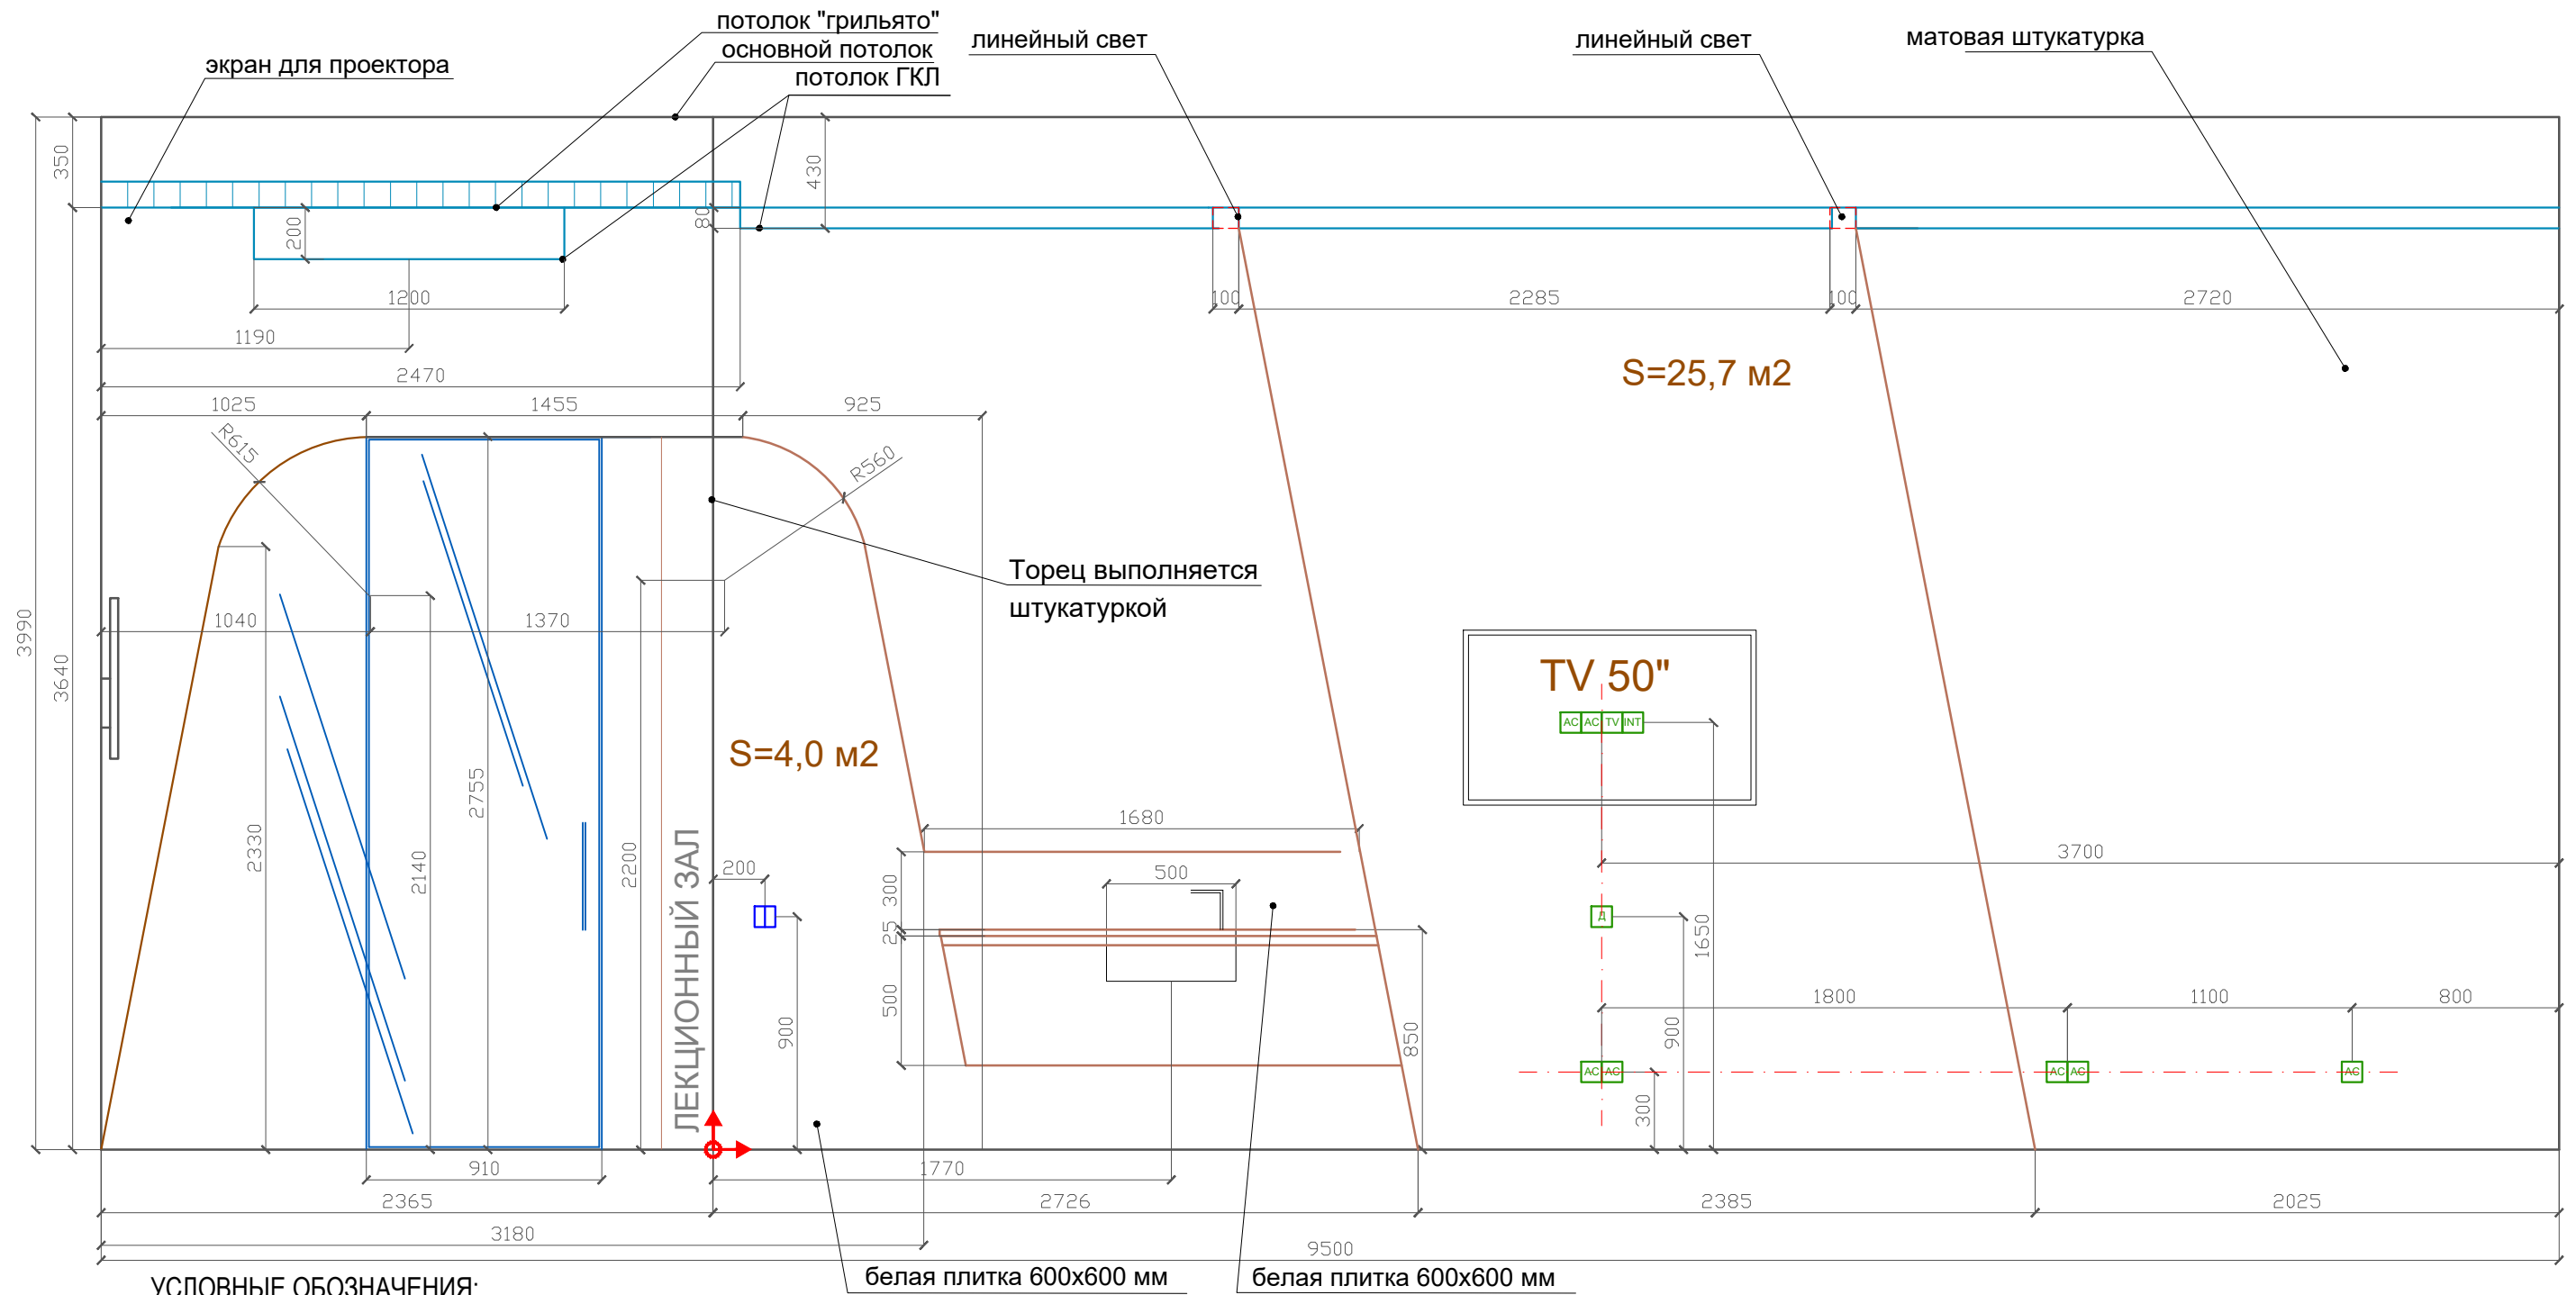 потолок "грильято"
основной потолок
потолок ГКЛ
экран для проектора
линейный свет
линейный свет
матовая штукатурка
350
430
80
200
1200
1190
2470
100
2285
100
2720
S=25,7 м2
1025
1455
925
R615
R560
Торец выполняется
штукатуркой
3990
3640
1040
1370
TV 50"
AC AC TV INT
S=4,0 м2
2330
2140
2755
2200
ЛЕКЦИОННЫЙ ЗАЛ
200
900
1680
500
300
25
500
850
3700
Д
1650
900
1800
1100
800
AC AC
AC AC
AC
300
910
1770
2365
2726
2385
2025
3180
9500
белая плитка 600х600 мм
белая плитка 600х600 мм
УСЛОВНЫЕ ОБОЗНАЧЕНИЯ: